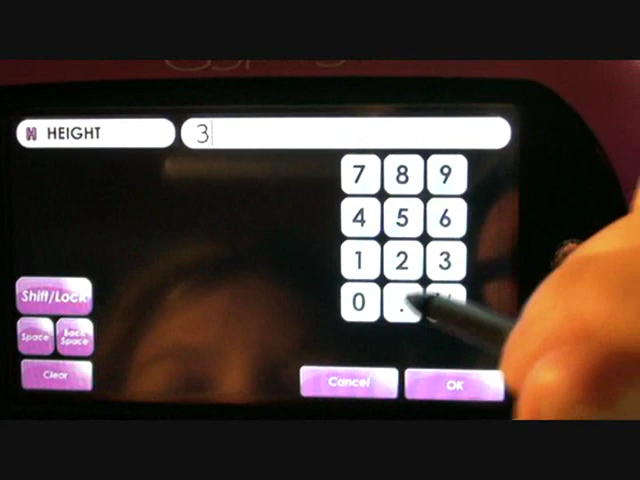 HEIGHT 3
7 8 9
4 5 6
1 2 3
0 .
Shift/Lock
Space Back Space
Clear
Cancel OK